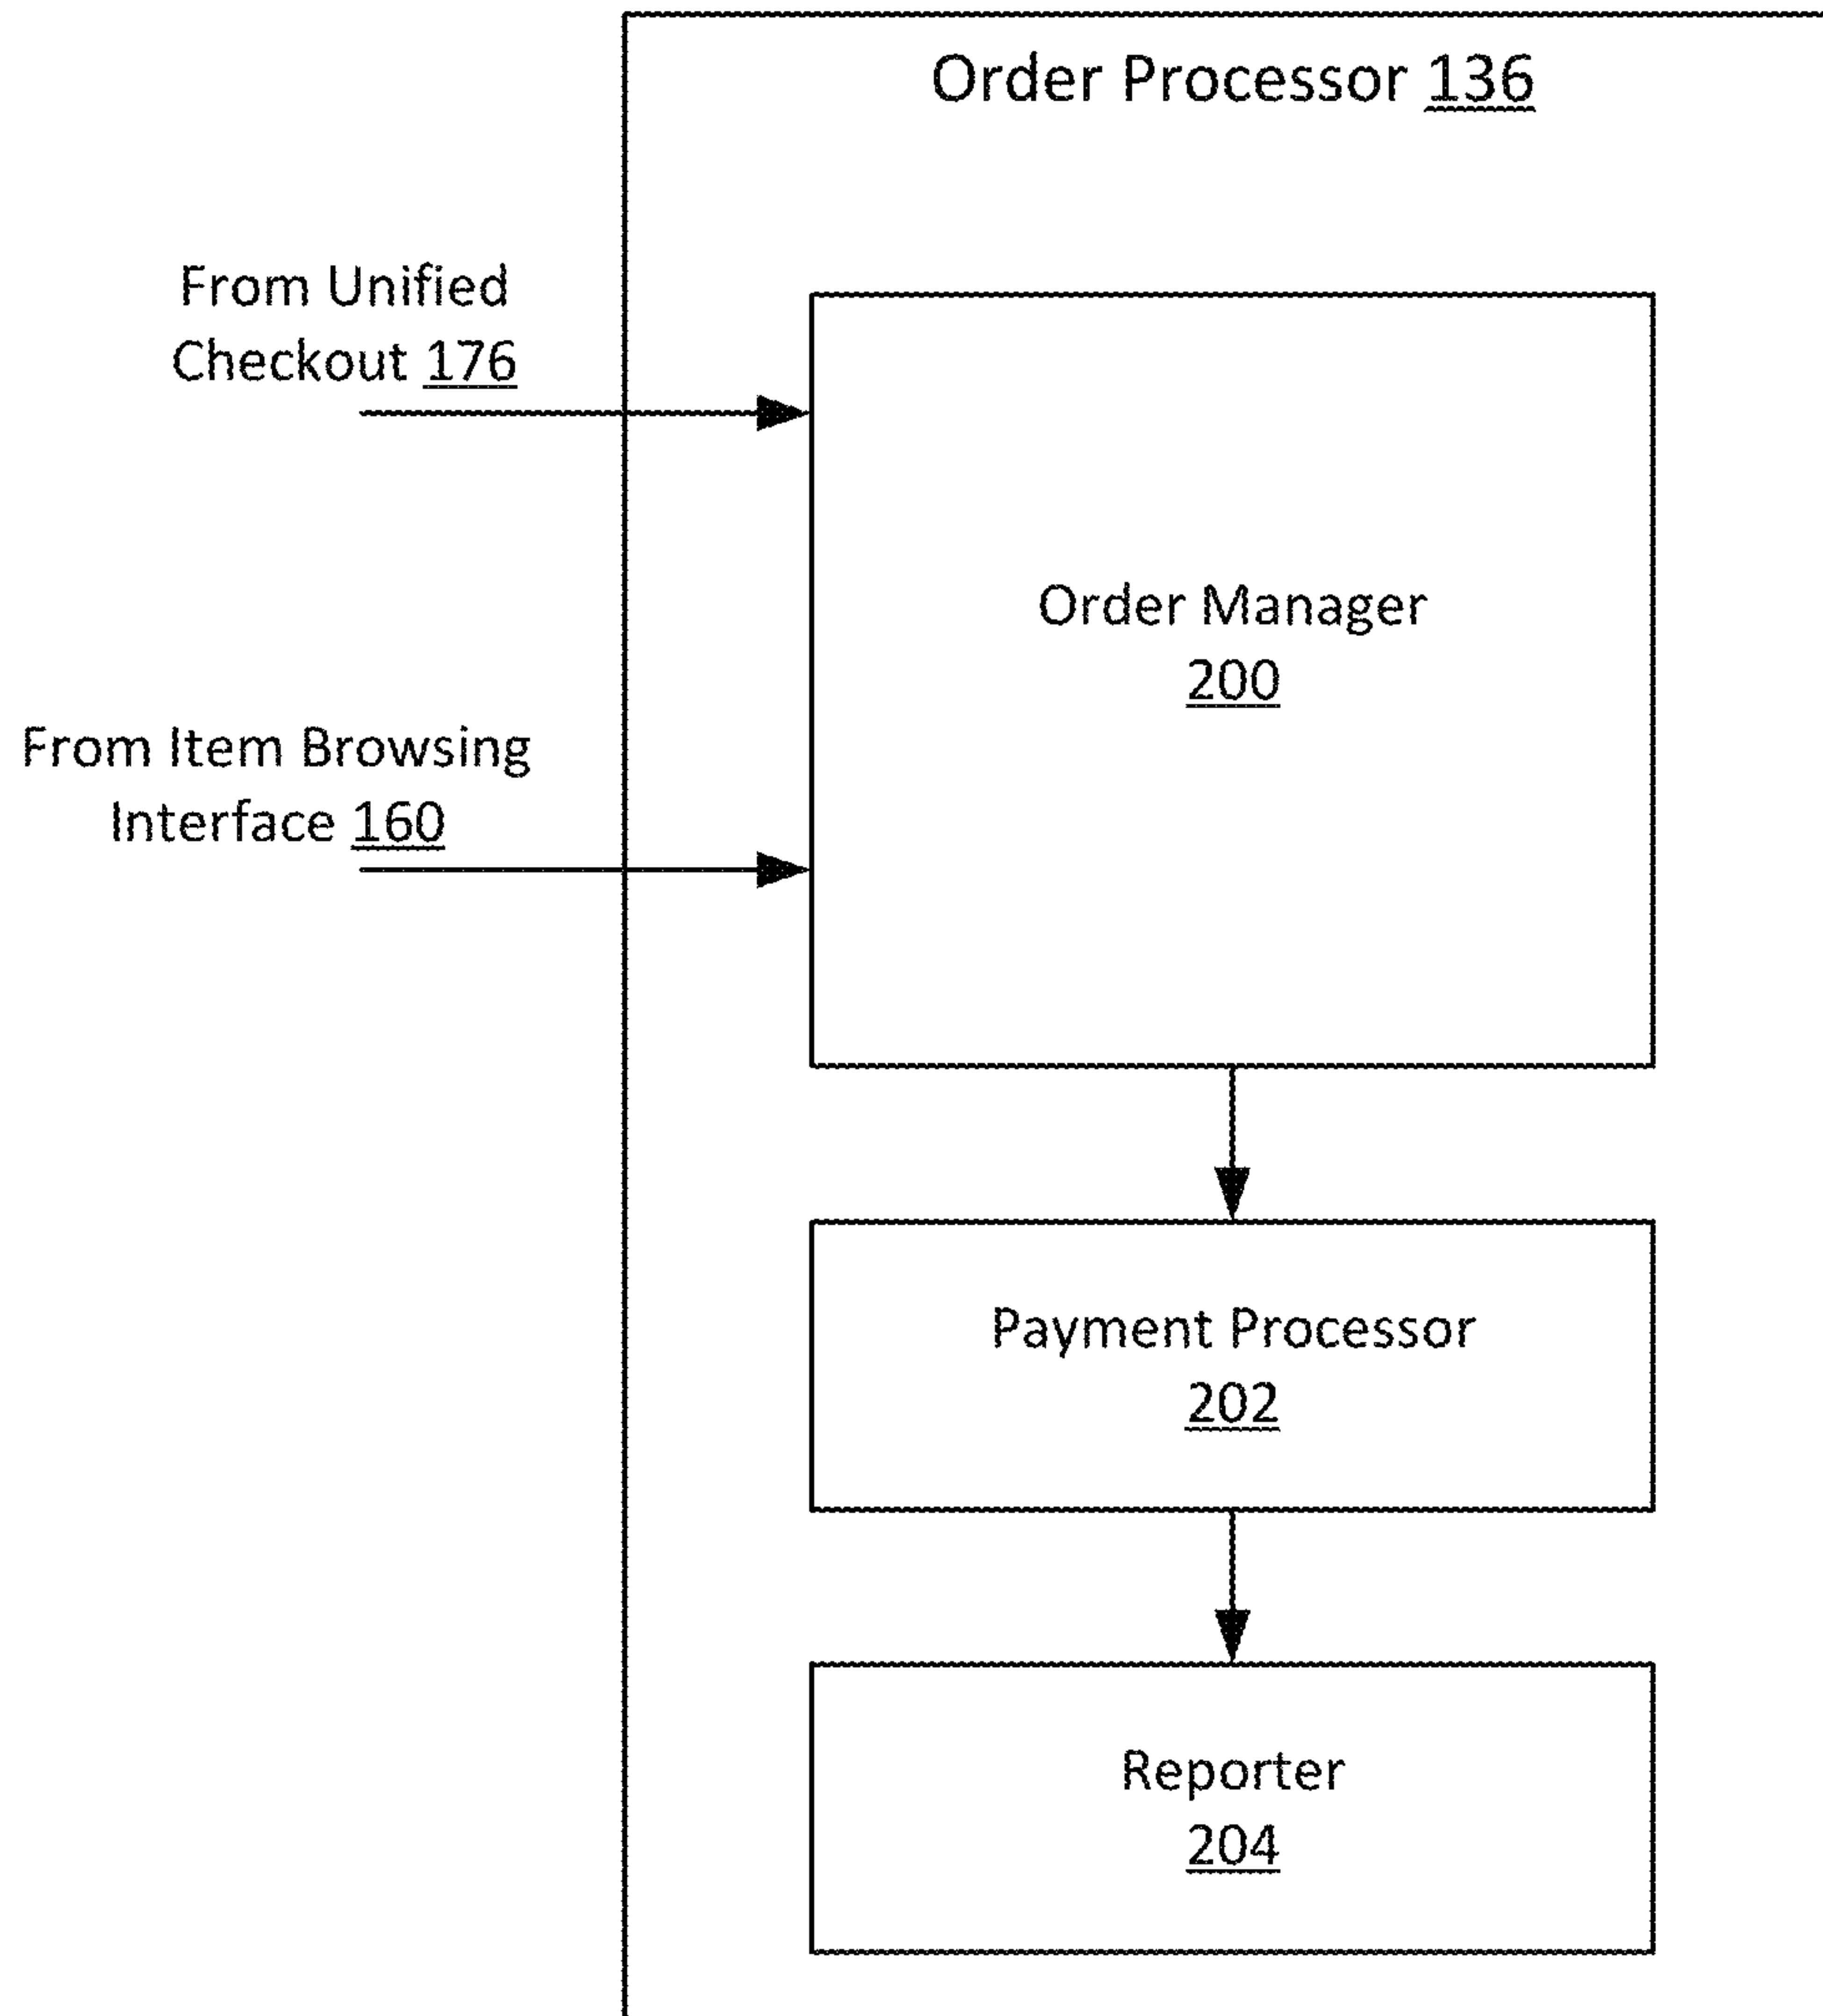 Order Processor 136
From Unified
Checkout 176
Order Manager
200
From Item Browsing
Interface 160
Payment Processor
202
Reporter
204